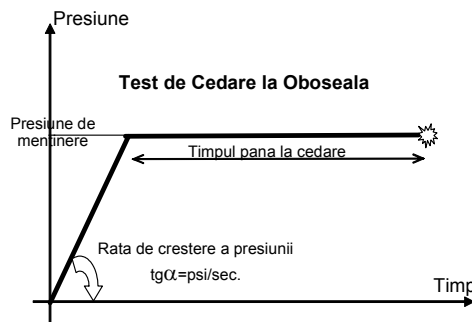 Presiune
Test de Cedare la Oboseala
Presiune de
mentinere
Timpul pana la cedare
Rata de crestere a presiunii
tgα=psi/sec.
Timp